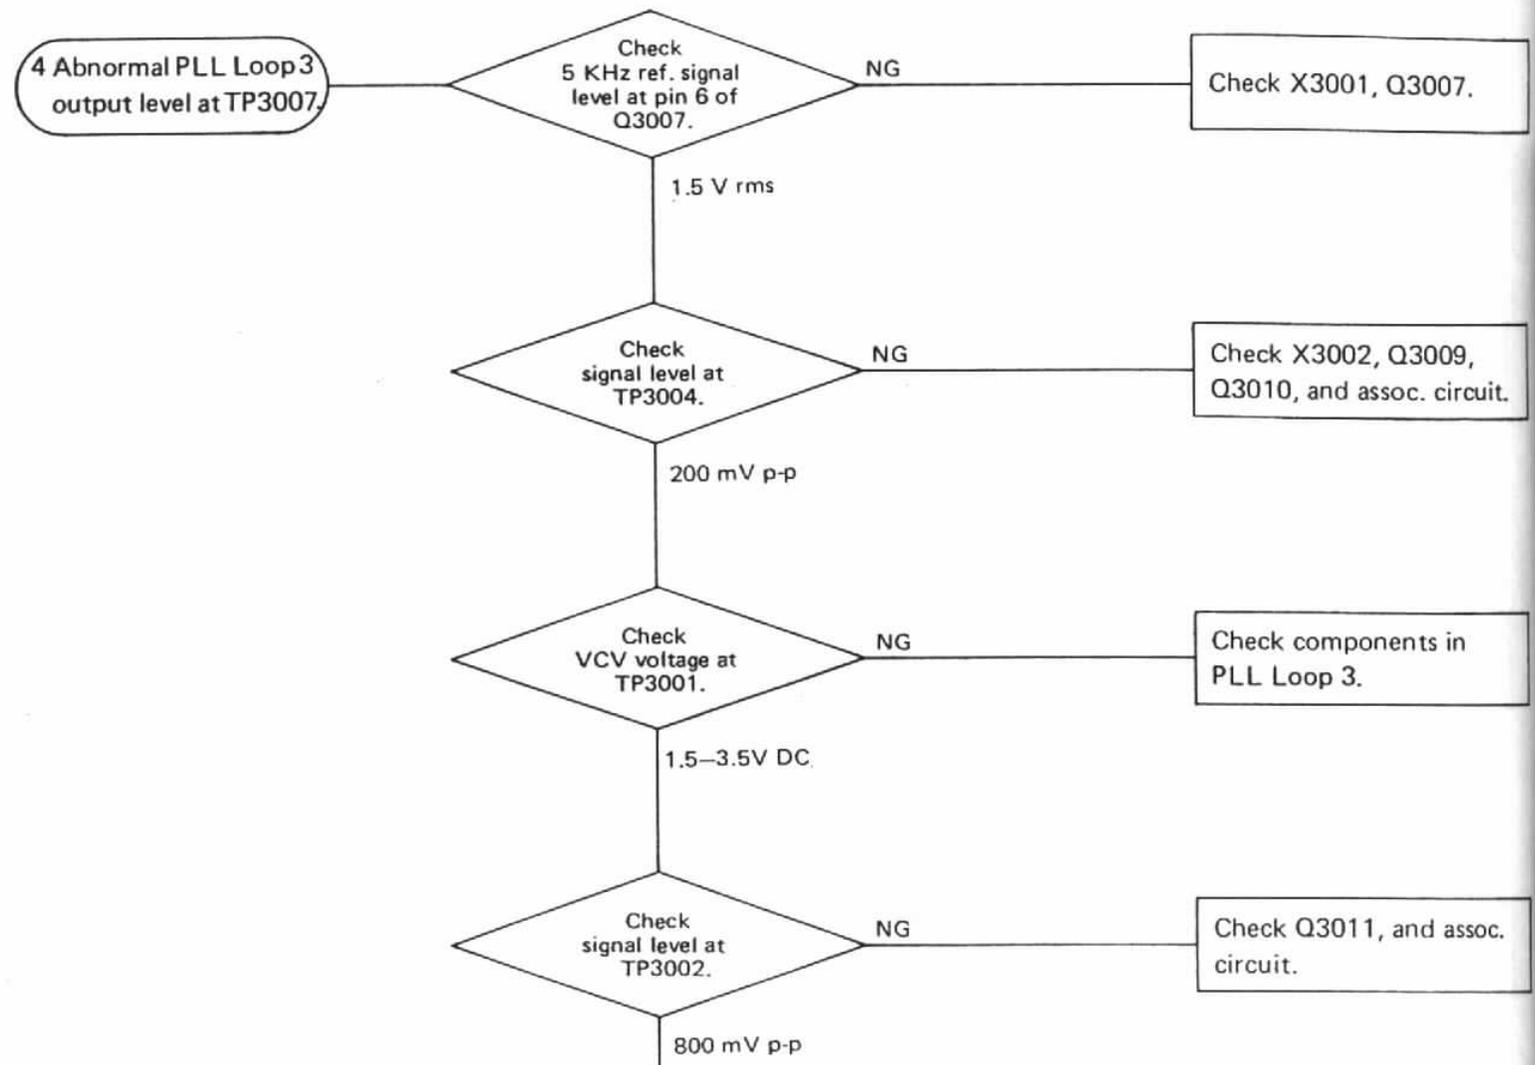 4 Abnormal PLL Loop 3
output level at TP3007.
Check
5 KHz ref. signal
level at pin 6 of
Q3007.
NG
Check X3001, Q3007.
1.5 V rms
Check
signal level at
TP3004.
NG
Check X3002, Q3009,
Q3010, and assoc. circuit.
200 mV p-p
Check
VCV voltage at
TP3001.
NG
Check components in
PLL Loop 3.
1.5–3.5V DC
Check
signal level at
TP3002.
NG
Check Q3011, and assoc.
circuit.
800 mV p-p